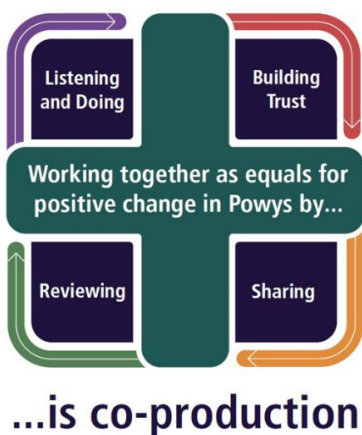 Listening
and Doing
Building
Trust
Working together as equals for
positive change in Powys by...
Reviewing
Sharing
...is co-production